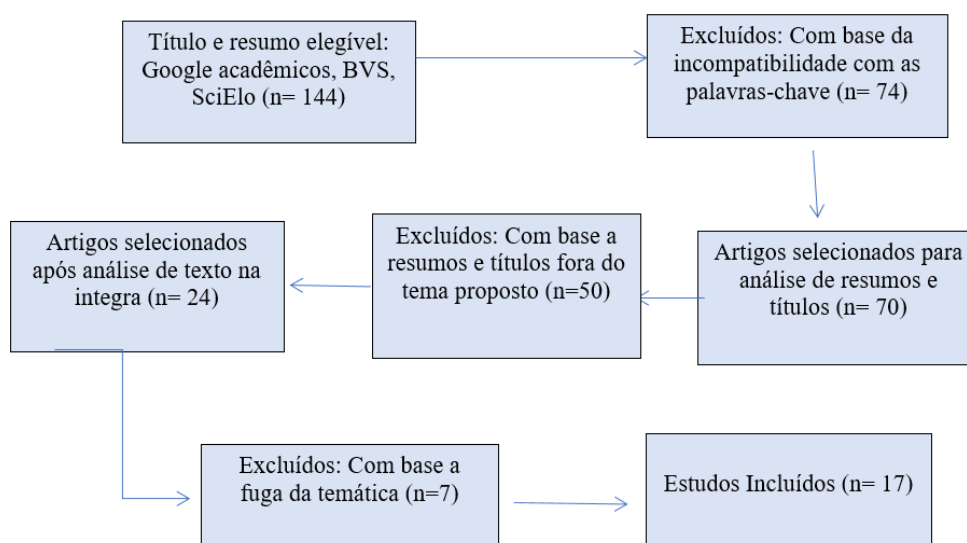 Título e resumo elegível:
Google acadêmicos, BVS,
SciElo (n= 144)
Excluídos: Com base da
incompatibilidade com as
palavras-chave (n= 74)
Artigos selecionados para
análise de resumos e
títulos (n= 70)
Excluídos: Com base a
resumos e títulos fora do
tema proposto (n=50)
Artigos selecionados
após análise de texto na
integra (n= 24)
Excluídos: Com base a
fuga da temática (n=7)
Estudos Incluídos (n= 17)